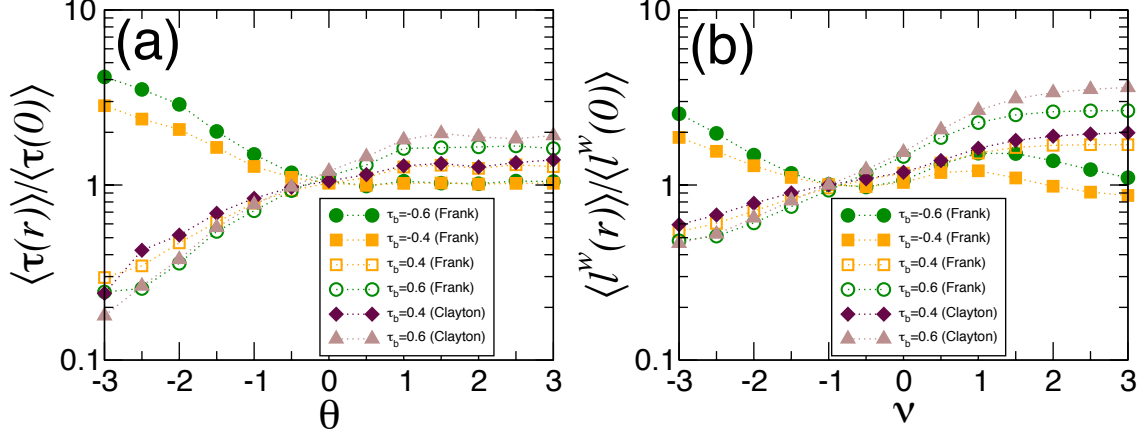 (a)
⟨τ(r)⟩/⟨τ(0)⟩
10
1
0.1
-3 -2 -1 0 1 2 3
θ
τb=-0.6 (Frank)
τb=-0.4 (Frank)
τb=0.4 (Frank)
τb=0.6 (Frank)
τb=0.4 (Clayton)
τb=0.6 (Clayton)
(b)
⟨lʷ(r)⟩/⟨lʷ(0)⟩
10
1
0.1
-3 -2 -1 0 1 2 3
ν
τb=-0.6 (Frank)
τb=-0.4 (Frank)
τb=0.4 (Frank)
τb=0.6 (Frank)
τb=0.4 (Clayton)
τb=0.6 (Clayton)